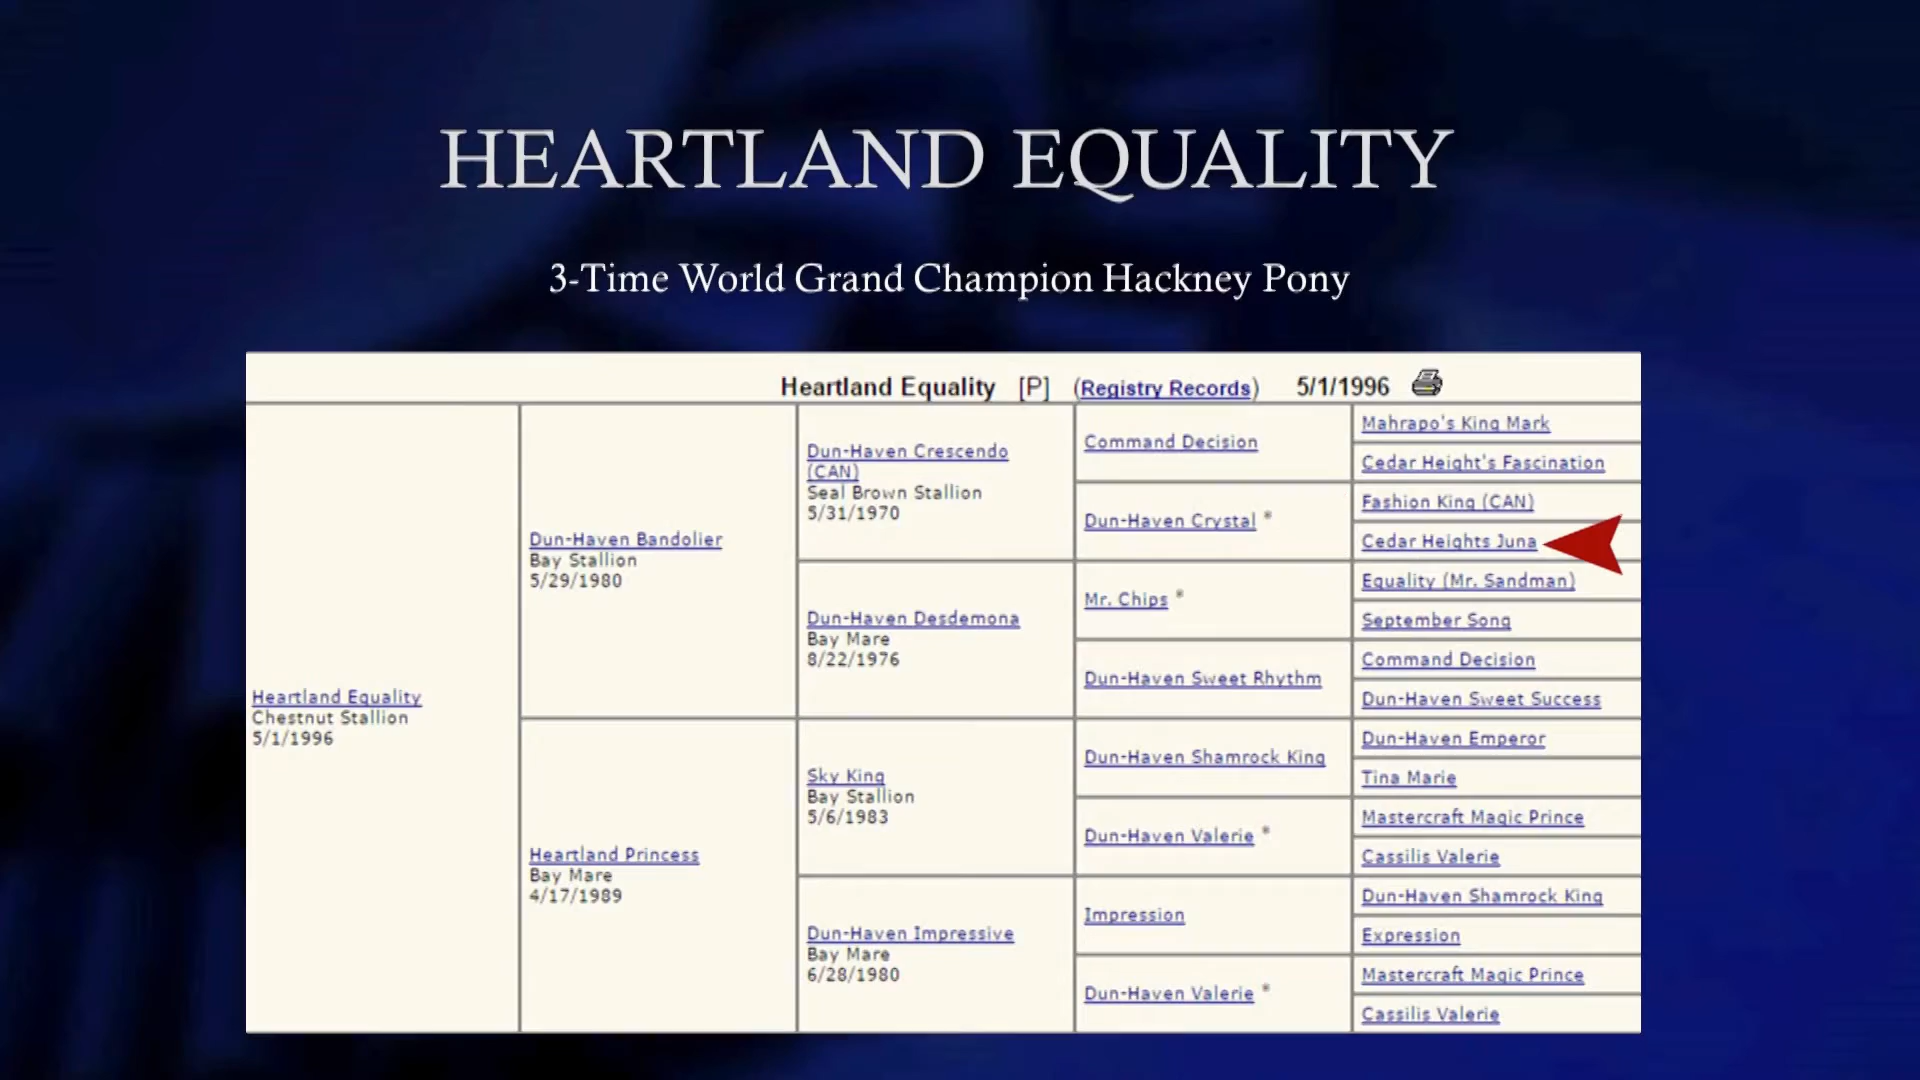 HEARTLAND EQUALITY
3-Time World Grand Champion Hackney Pony
Heartland Equality [P] (Registry Records) 5/1/1996
Heartland Equality
Chestnut Stallion
5/1/1996
Dun-Haven Bandolier
Bay Stallion
5/29/1980
Heartland Princess
Bay Mare
4/17/1989
Dun-Haven Crescendo
(CAN)
Seal Brown Stallion
5/31/1970
Dun-Haven Desdemona
Bay Mare
8/22/1976
Sky King
Bay Stallion
5/6/1983
Dun-Haven Impressive
Bay Mare
6/28/1980
Command Decision
Dun-Haven Crystal *
Mr. Chips *
Dun-Haven Sweet Rhythm
Dun-Haven Shamrock King
Dun-Haven Valerie *
Impression
Dun-Haven Valerie *
Mahrapo's King Mark
Cedar Height's Fascination
Fashion King (CAN)
Cedar Heights Juna
Equality (Mr. Sandman)
September Song
Command Decision
Dun-Haven Sweet Success
Dun-Haven Emperor
Tina Marie
Mastercraft Magic Prince
Cassilis Valerie
Dun-Haven Shamrock King
Expression
Mastercraft Magic Prince
Cassilis Valerie